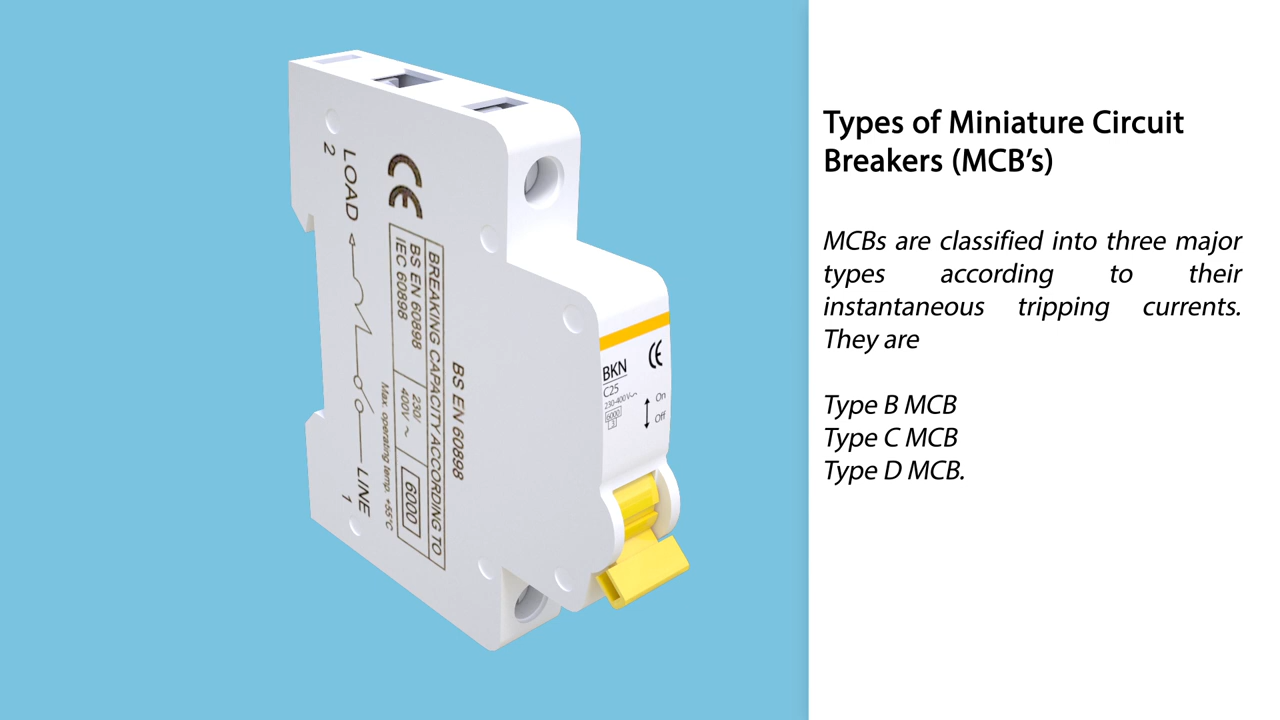 LOAD
2
CE
BS EN 60898
BREAKING CAPACITY ACCORDING TO
BS EN 60898
IEC 60898
230/
400V ~
6000
Max. operating temp. +55°C
LINE
1
CE
BKN
C25
230-400V~
6000
3
On
Off
Types of Miniature Circuit
Breakers (MCB’s)
MCBs are classified into three major
types according to their
instantaneous tripping currents.
They are
Type B MCB
Type C MCB
Type D MCB.